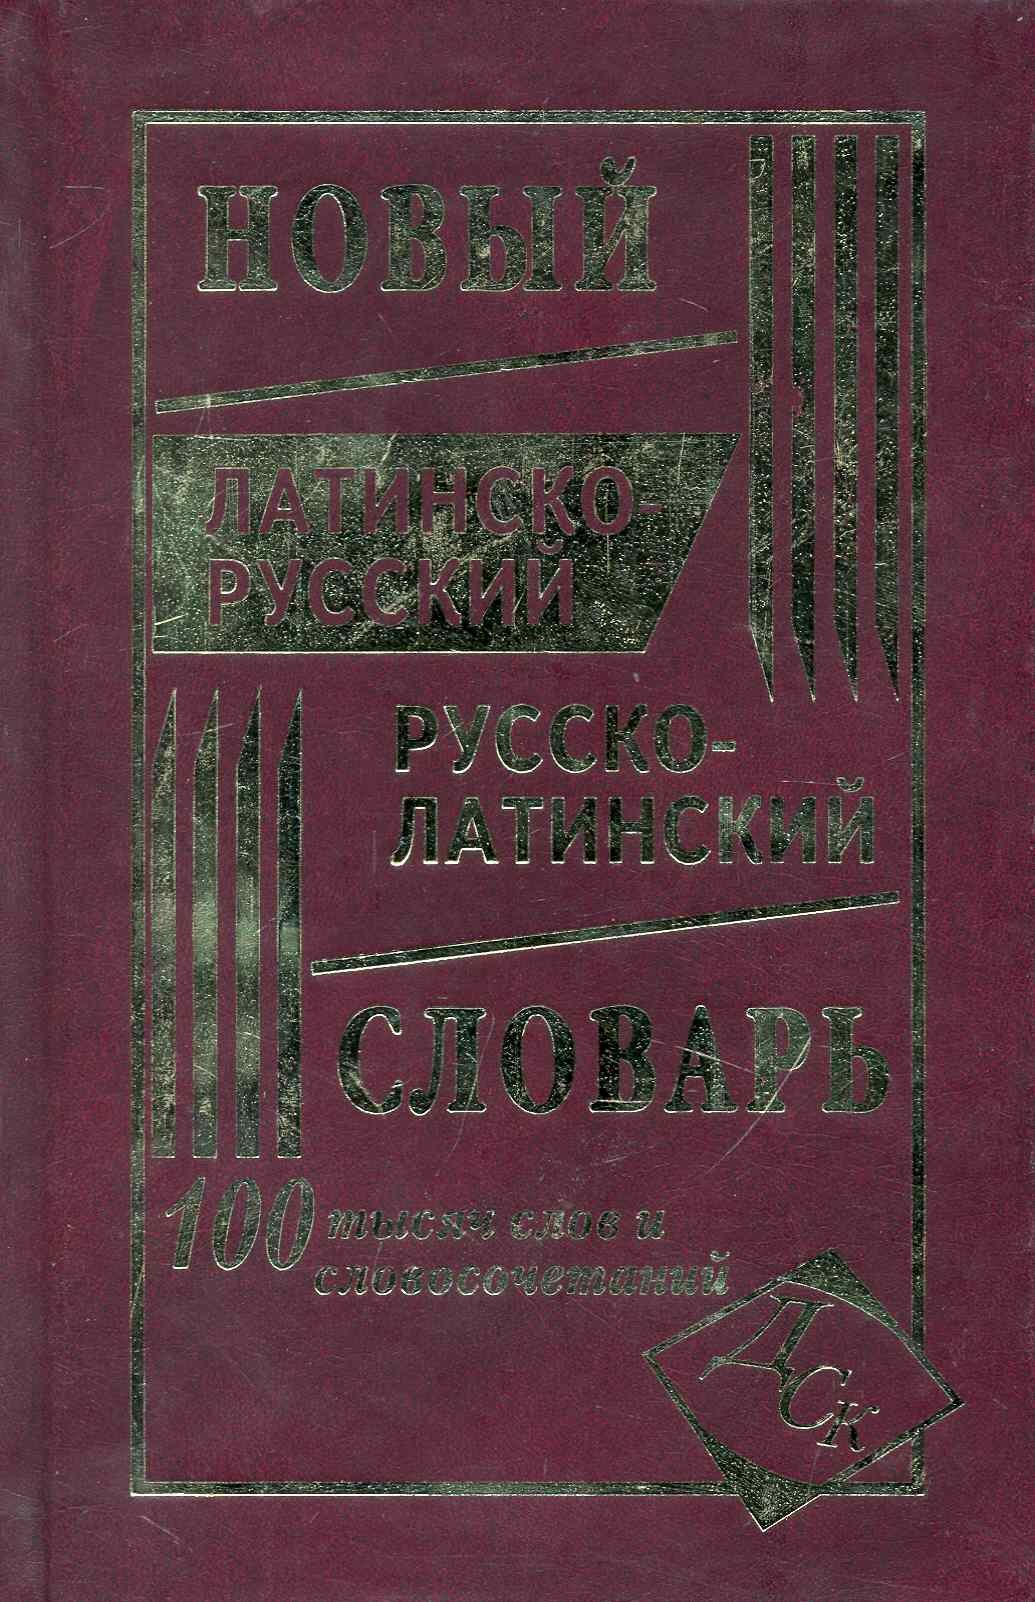 НОВЫЙ
ЛАТИНСКО-
РУССКИЙ
РУССКО-
ЛАТИНСКИЙ
СЛОВАРЬ
100 тысяч слов и
словосочетаний
ДСК